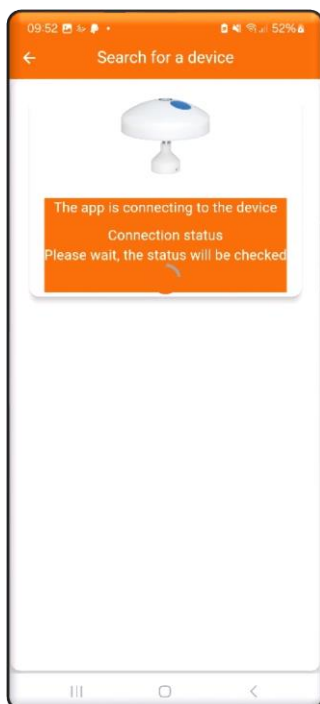 09:52 52%
Search for a device
The app is connecting to the device
Connection status
Please wait, the status will be checked